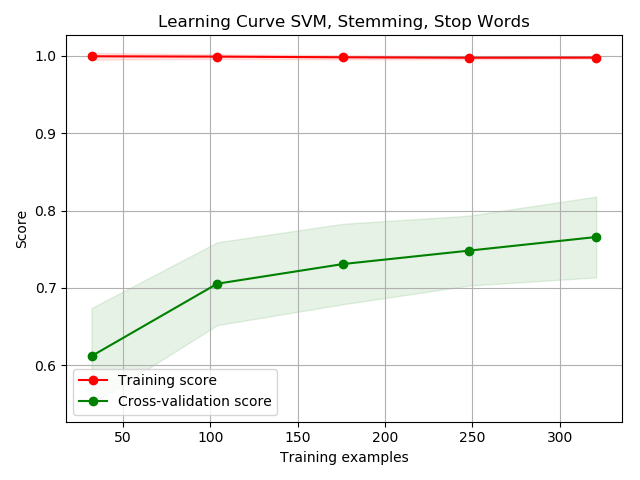 Learning Curve SVM, Stemming, Stop Words
1.0
0.9
0.8
0.7
0.6
Score
Training score
Cross-validation score
50 100 150 200 250 300
Training examples